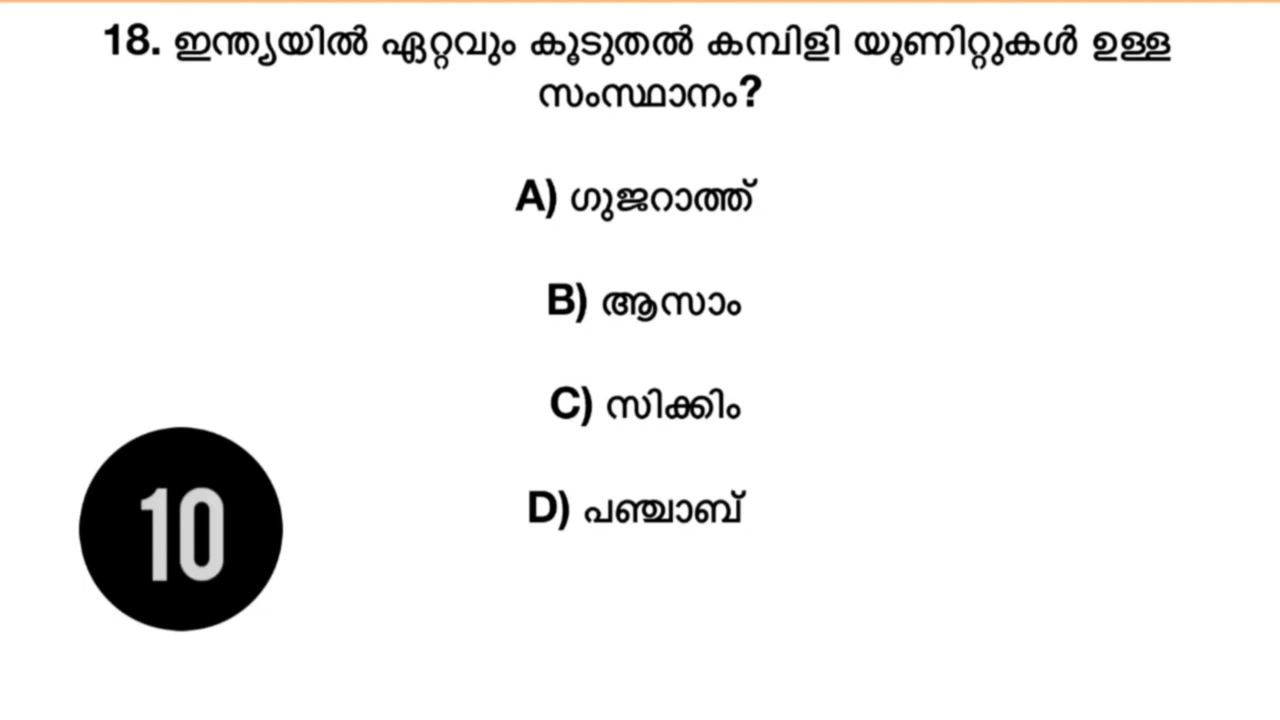 18. ഇന്ത്യയിൽ ഏറ്റവും കൂടുതൽ കമ്പിളി യൂണിറ്റുകൾ ഉള്ള
സംസ്ഥാനം?
A) ഗുജറാത്ത്
B) ആസാം
C) സിക്കിം
D) പഞ്ചാബ്
10